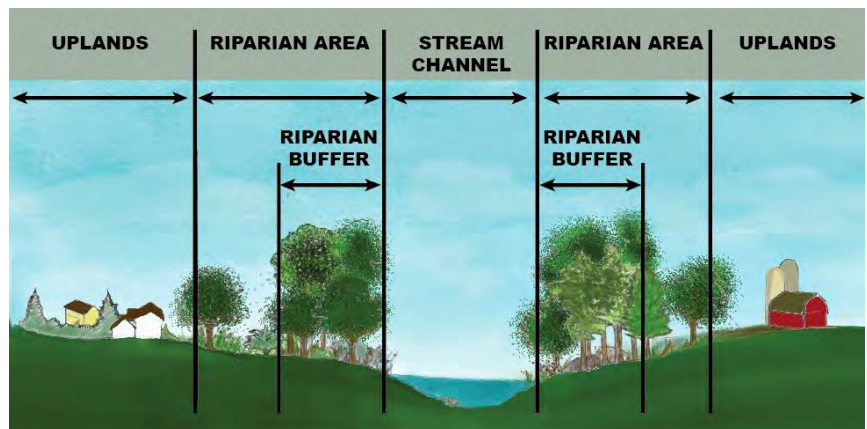 UPLANDS
RIPARIAN AREA
STREAM
CHANNEL
RIPARIAN AREA
UPLANDS
RIPARIAN
BUFFER
RIPARIAN
BUFFER